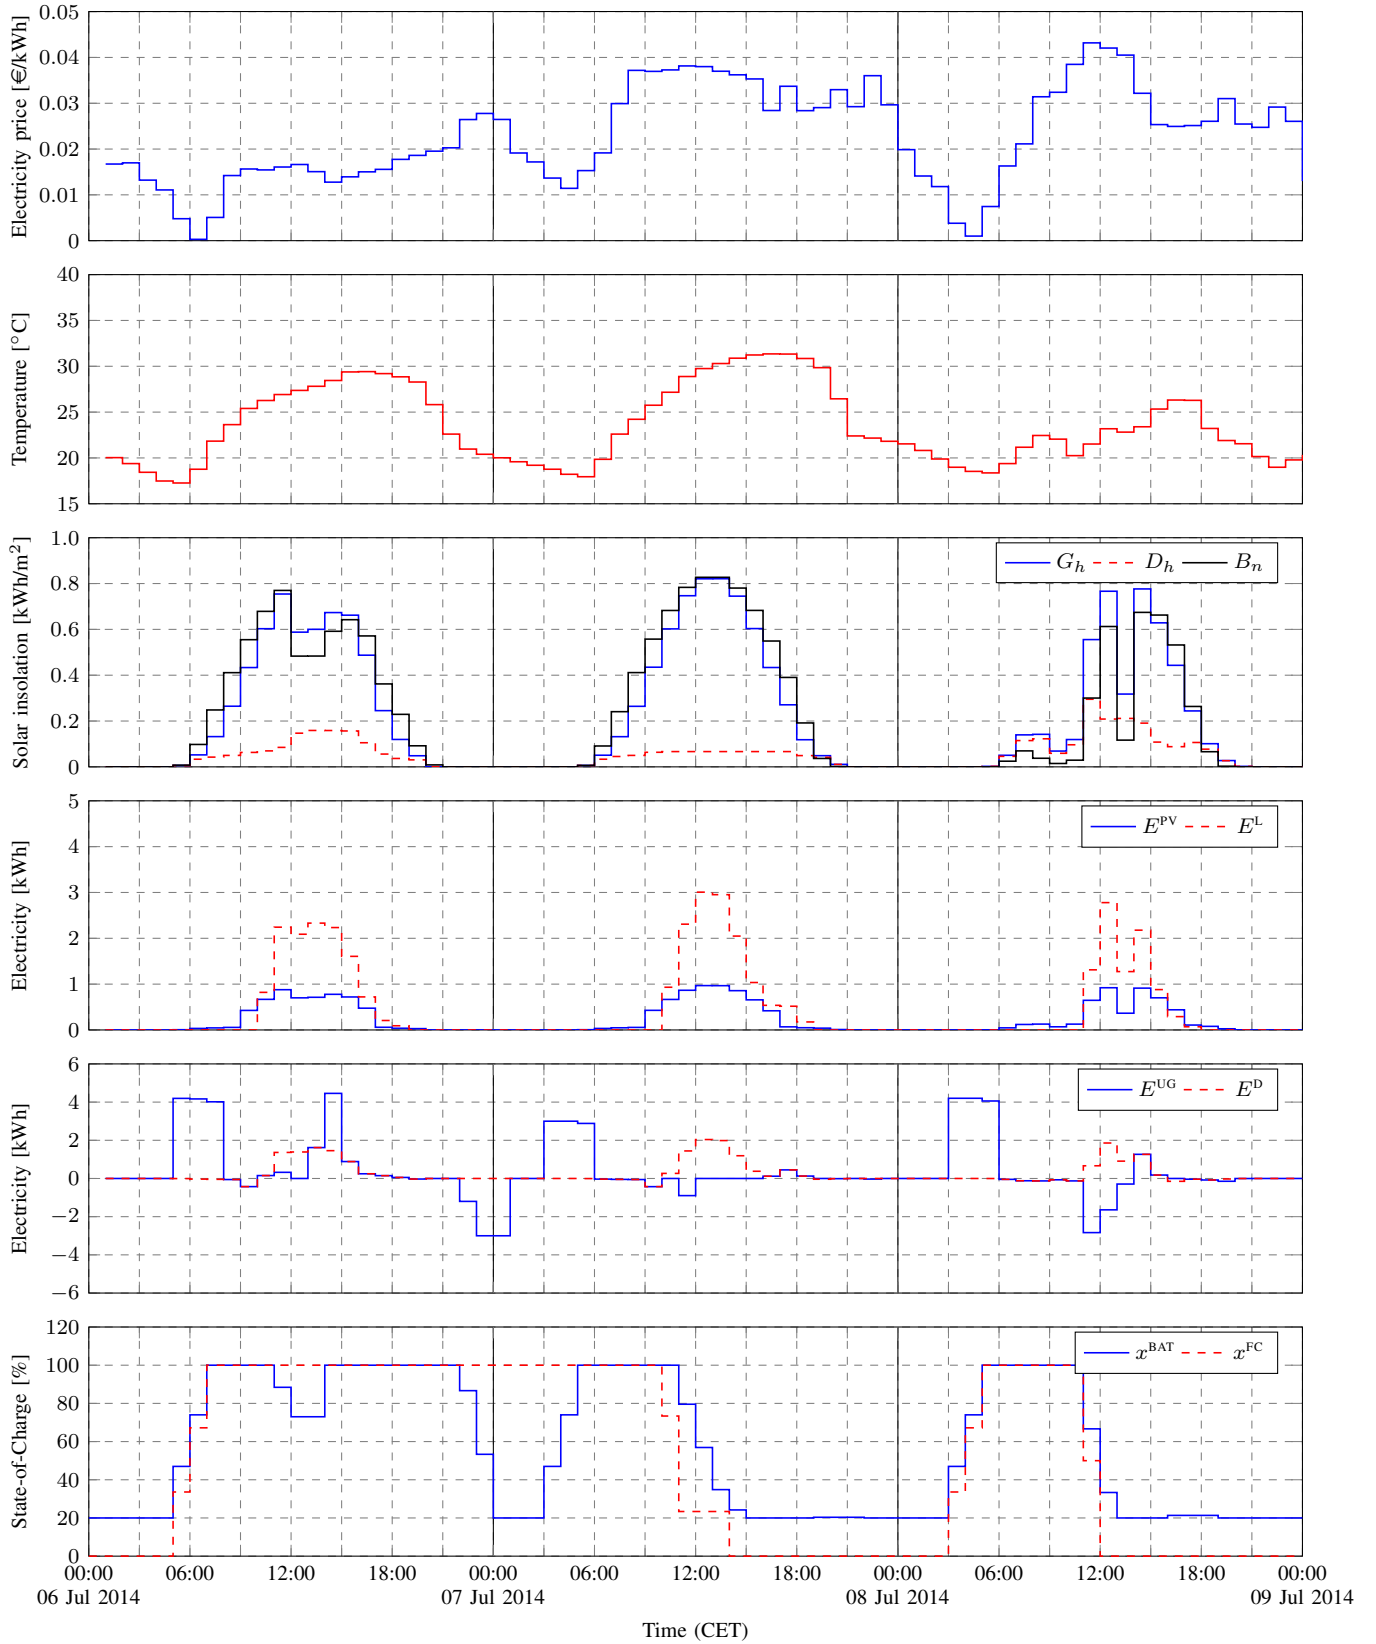 Electricity price [€/kWh]
0.05
0.04
0.03
0.02
0.01
0
Temperature [°C]
40
35
30
25
20
15
Solar insolation [kWh/m²]
1.0
0.8
0.6
0.4
0.2
0
G_h D_h B_n
Electricity [kWh]
5
4
3
2
1
0
E^PV E^L
Electricity [kWh]
6
4
2
0
−2
−4
−6
E^UG E^D
State-of-Charge [%]
120
100
80
60
40
20
0
x^BAT x^FC
00:00 06:00 12:00 18:00 00:00 06:00 12:00 18:00 00:00 06:00 12:00 18:00 00:00
06 Jul 2014 07 Jul 2014 08 Jul 2014 09 Jul 2014
Time (CET)